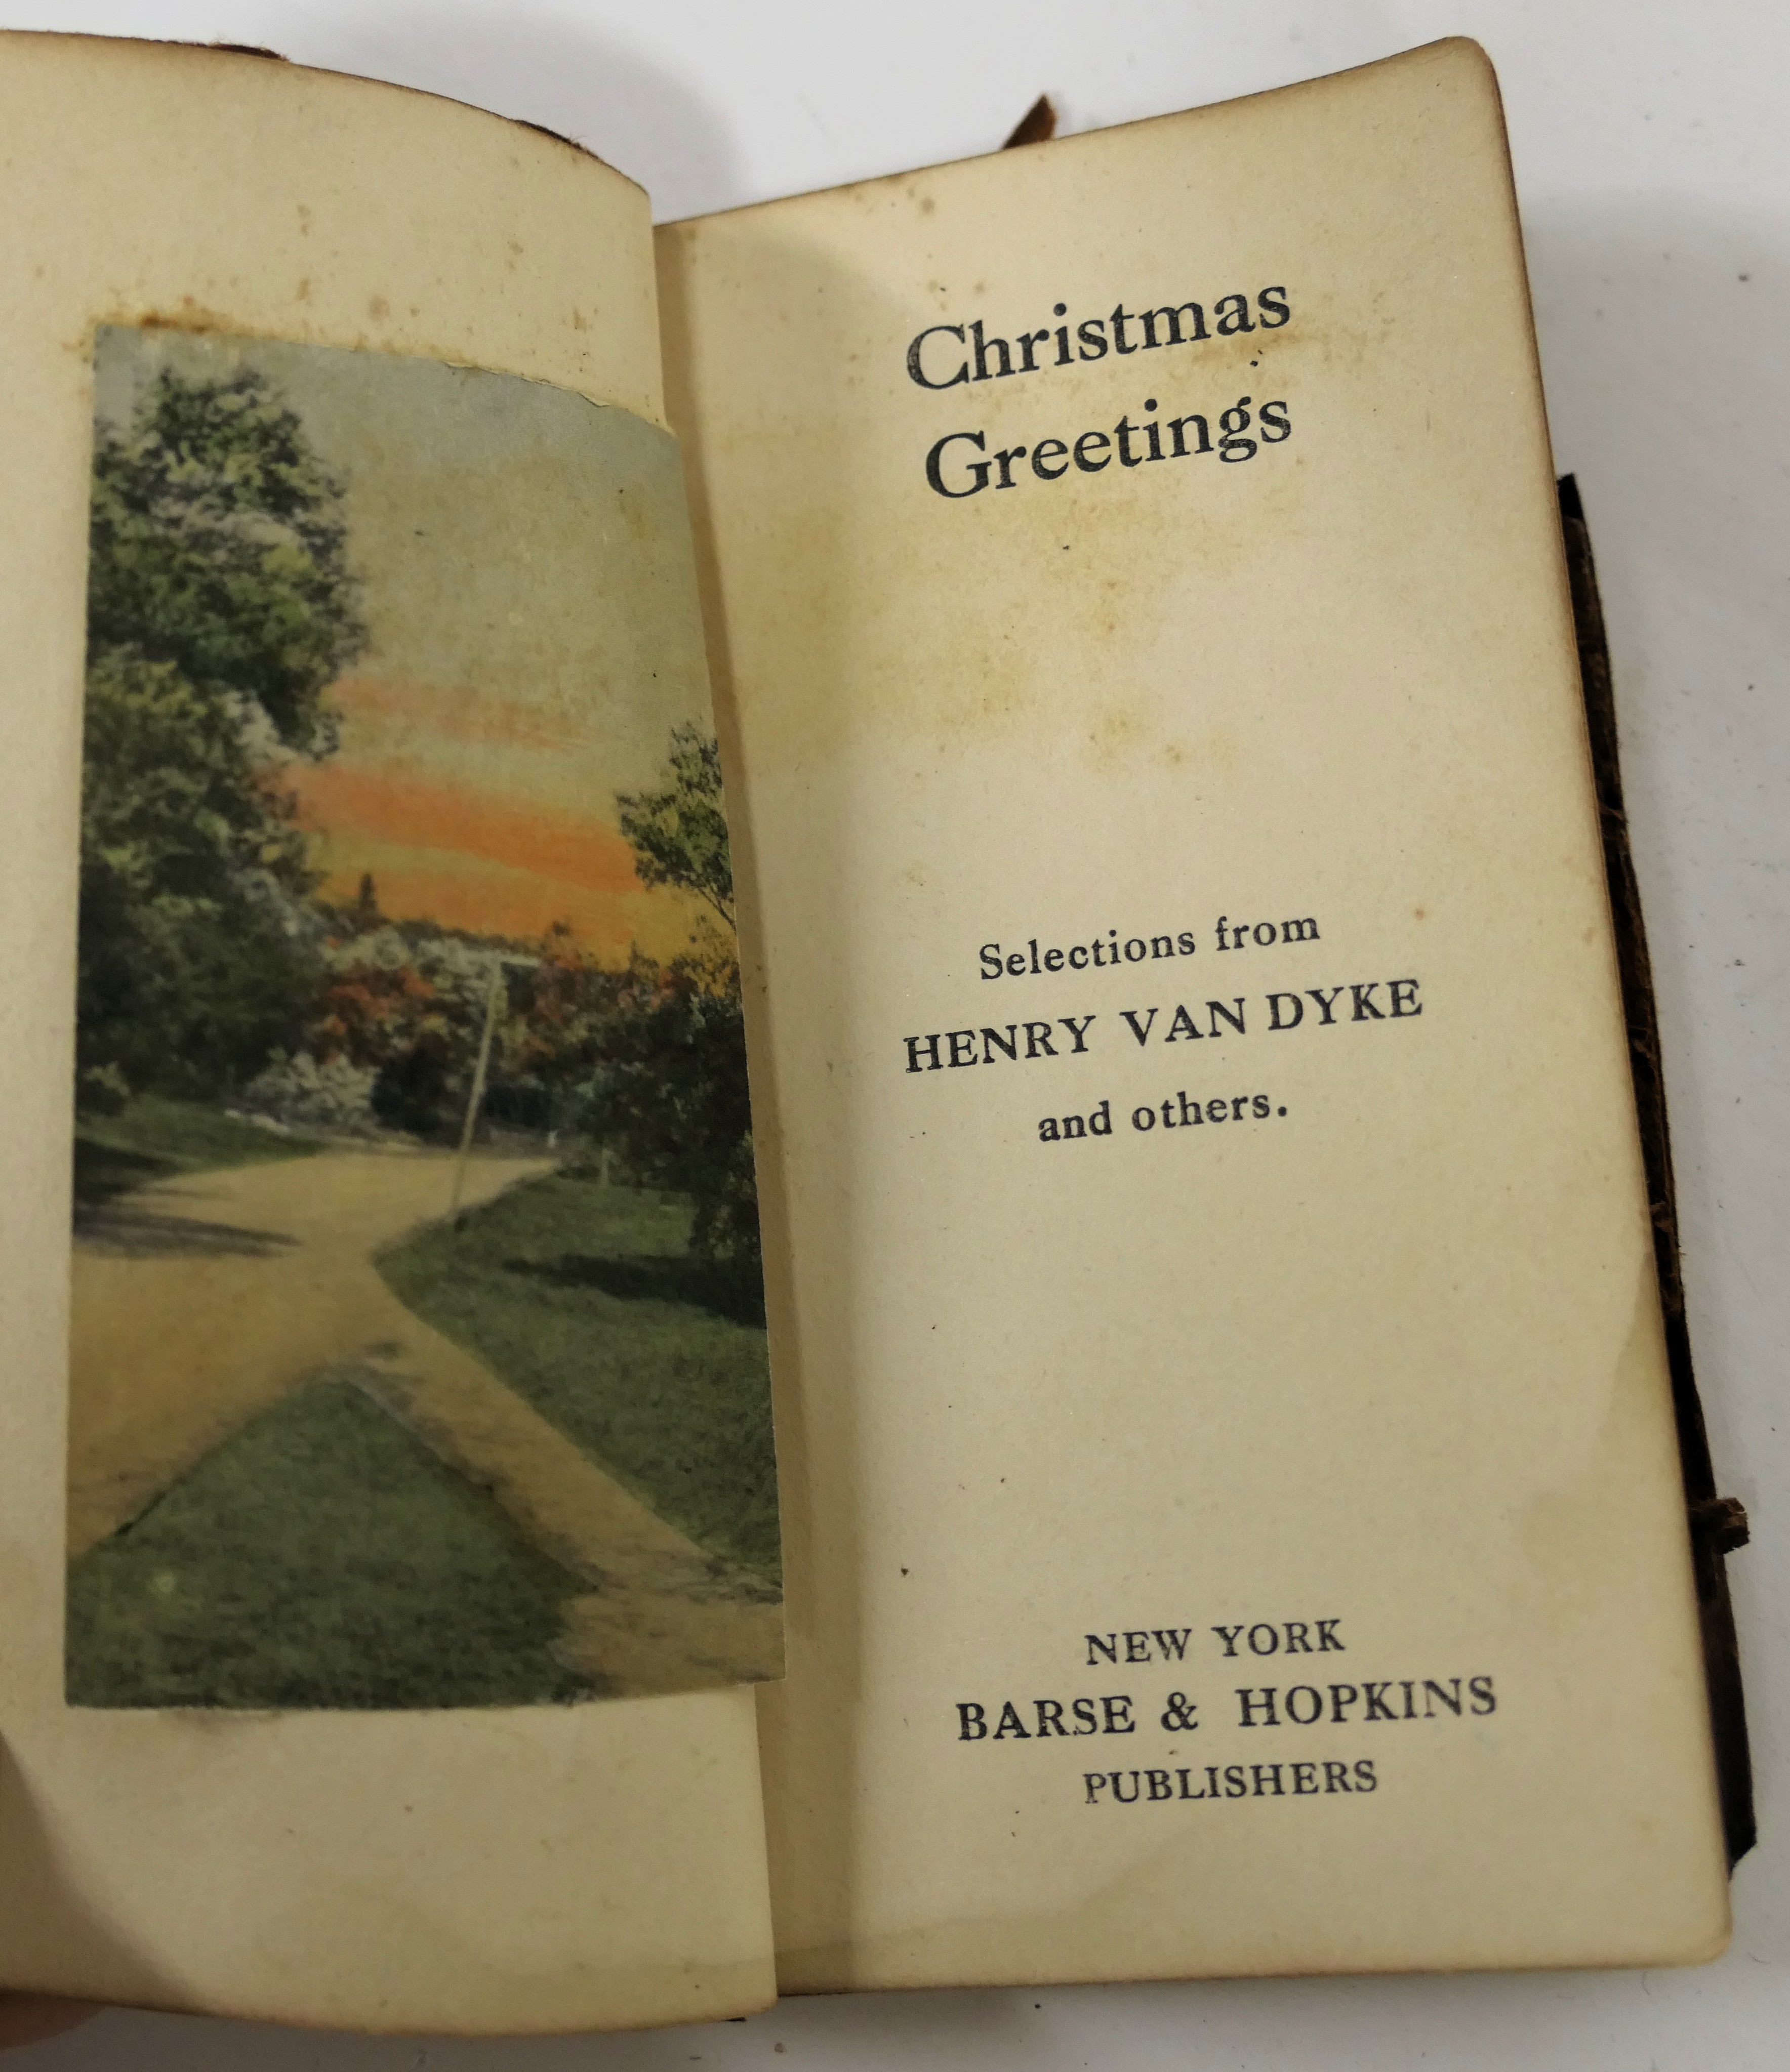 Christmas
Greetings
Selections from
HENRY VAN DYKE
and others.
NEW YORK
BARSE & HOPKINS
PUBLISHERS